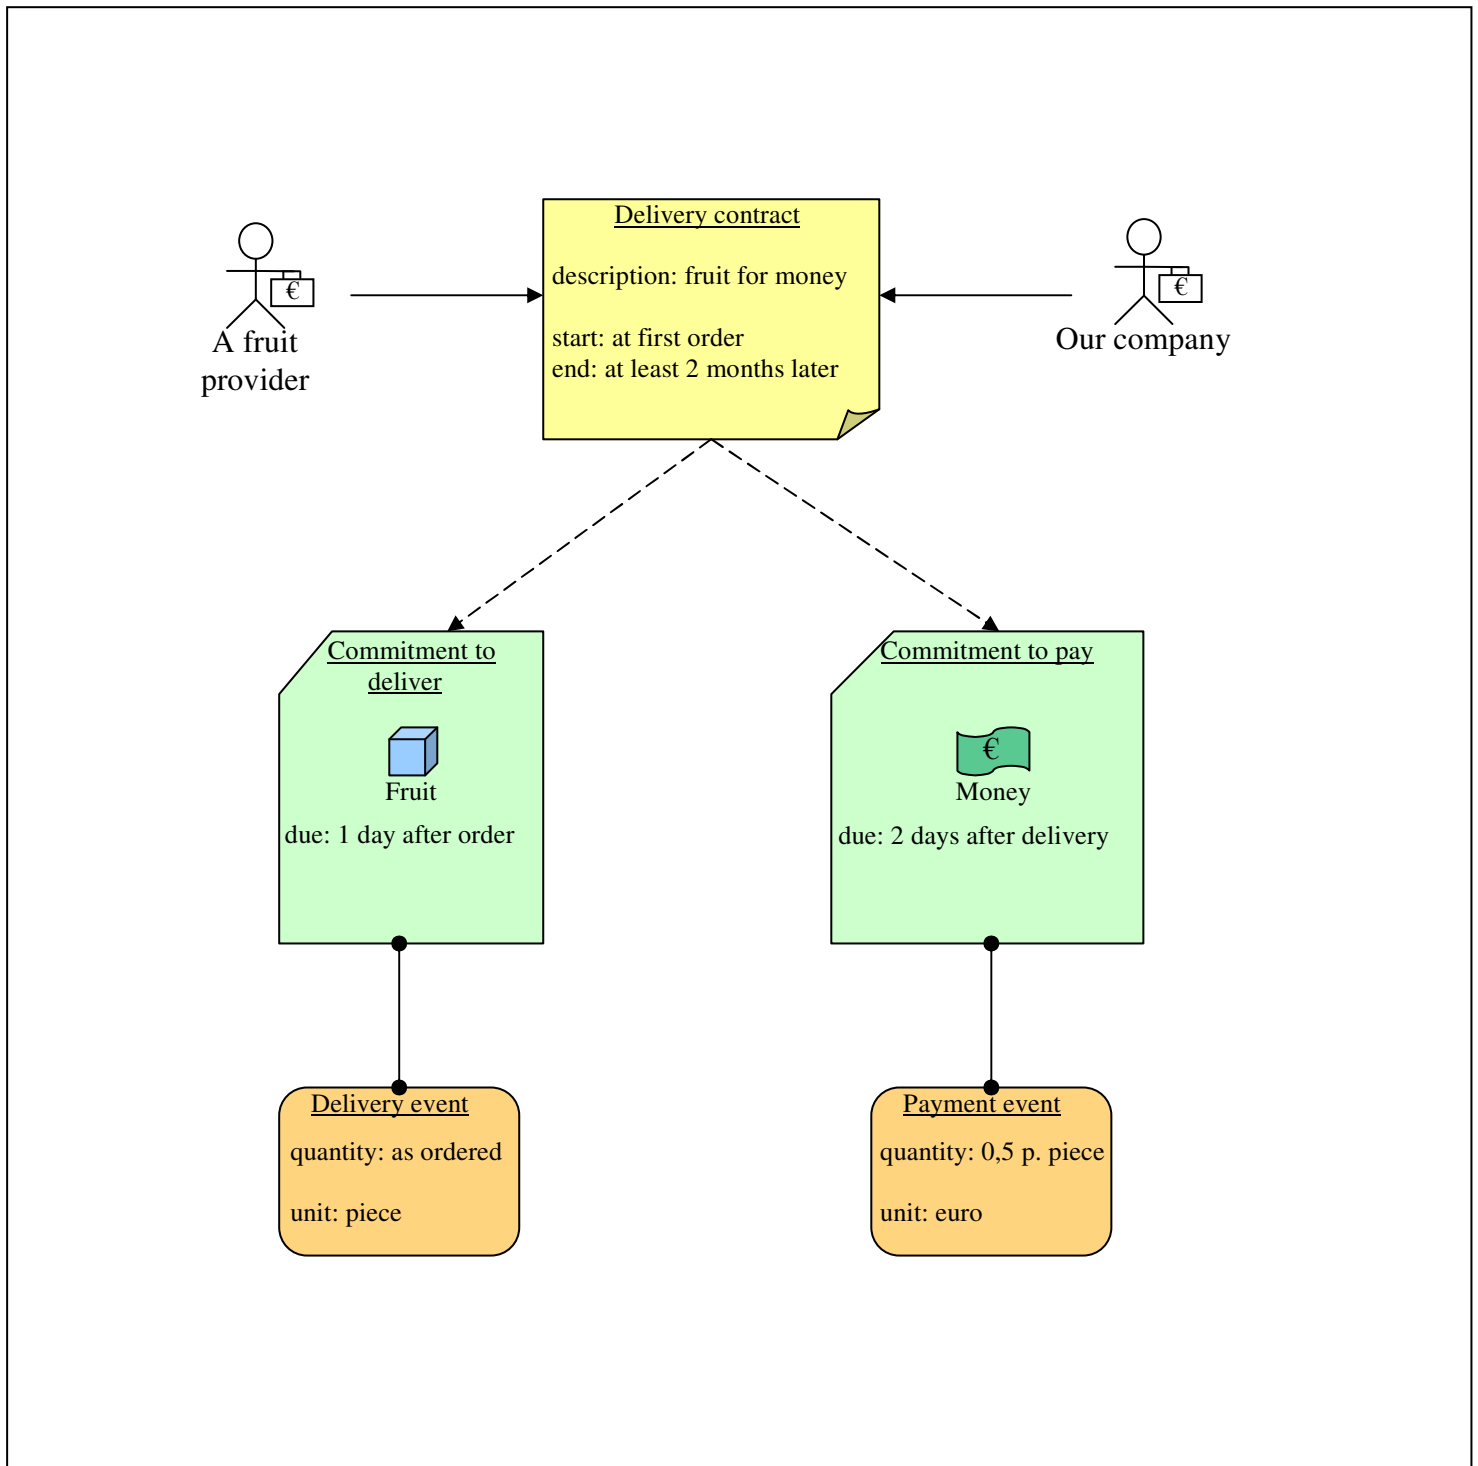 Delivery contract
description: fruit for money
start: at first order
end: at least 2 months later
€
A fruit
provider
€
Our company
Commitment to
deliver
Fruit
due: 1 day after order
Commitment to pay
€
Money
due: 2 days after delivery
Delivery event
quantity: as ordered
unit: piece
Payment event
quantity: 0,5 p. piece
unit: euro